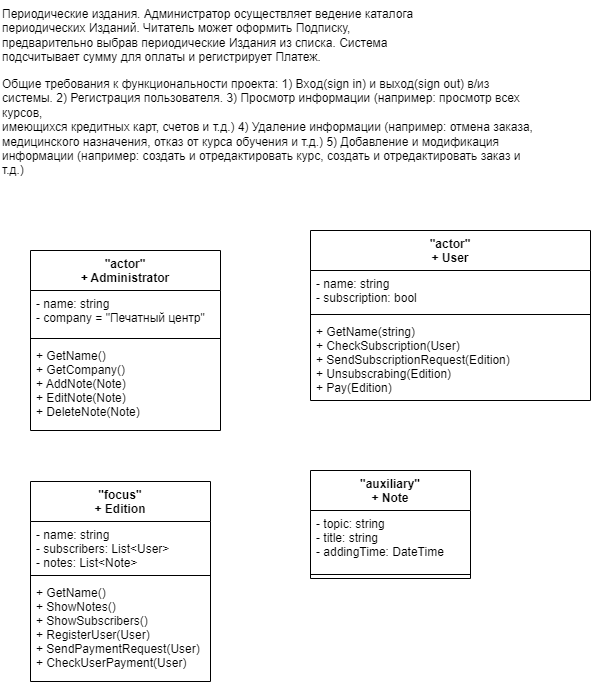 Периодические издания. Администратор осуществляет ведение каталога
периодических Изданий. Читатель может оформить Подписку,
предварительно выбрав периодические Издания из списка. Система
подсчитывает сумму для оплаты и регистрирует Платеж.
Общие требования к функциональности проекта: 1) Вход(sign in) и выход(sign out) в/из
системы. 2) Регистрация пользователя. 3) Просмотр информации (например: просмотр всех
курсов,
имеющихся кредитных карт, счетов и т.д.) 4) Удаление информации (например: отмена заказа,
медицинского назначения, отказ от курса обучения и т.д.) 5) Добавление и модификация
информации (например: создать и отредактировать курс, создать и отредактировать заказ и
т.д.)
"actor"
+ Administrator
- name: string
- company = "Печатный центр"
+ GetName()
+ GetCompany()
+ AddNote(Note)
+ EditNote(Note)
+ DeleteNote(Note)
"actor"
+ User
- name: string
- subscription: bool
+ GetName(string)
+ CheckSubscription(User)
+ SendSubscriptionRequest(Edition)
+ Unsubscrabing(Edition)
+ Pay(Edition)
"focus"
+ Edition
- name: string
- subscribers: List<User>
- notes: List<Note>
+ GetName()
+ ShowNotes()
+ ShowSubscribers()
+ RegisterUser(User)
+ SendPaymentRequest(User)
+ CheckUserPayment(User)
"auxiliary"
+ Note
- topic: string
- title: string
- addingTime: DateTime